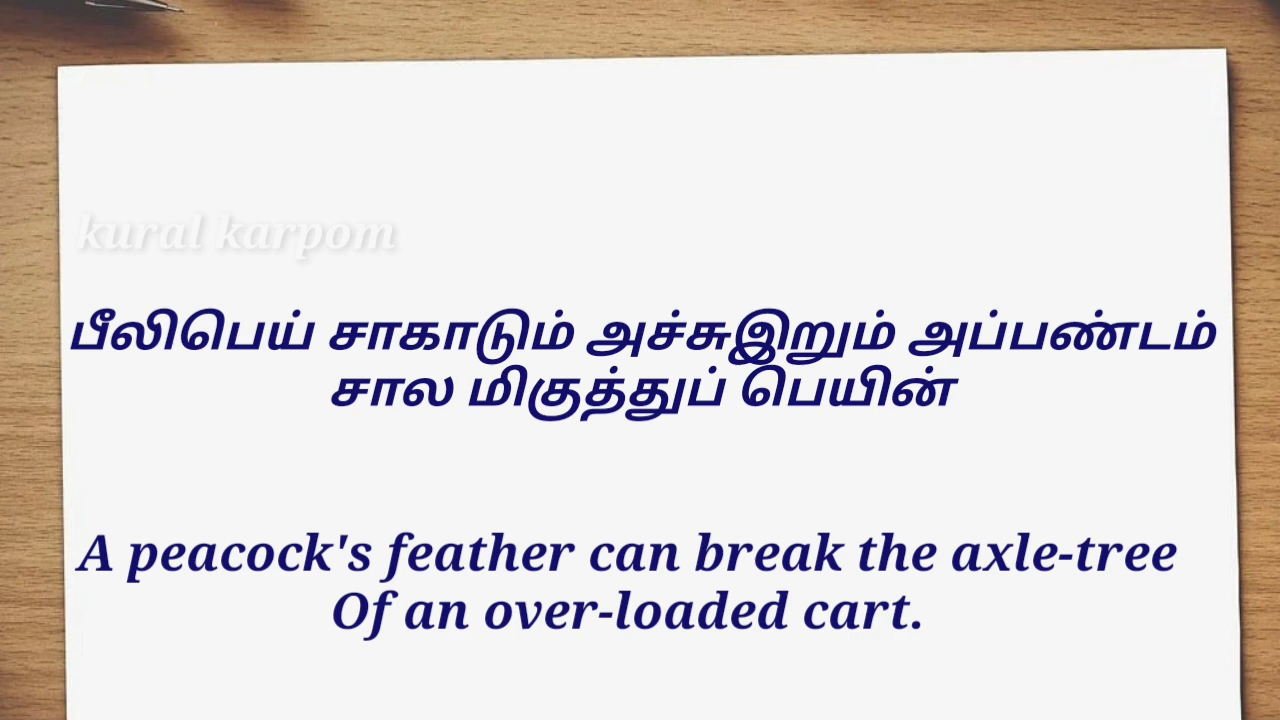 kural karpom
பீலிபெய் சாகாடும் அச்சுஇறும் அப்பண்டம்
சால மிகுத்துப் பெயின்
A peacock's feather can break the axle-tree
Of an over-loaded cart.